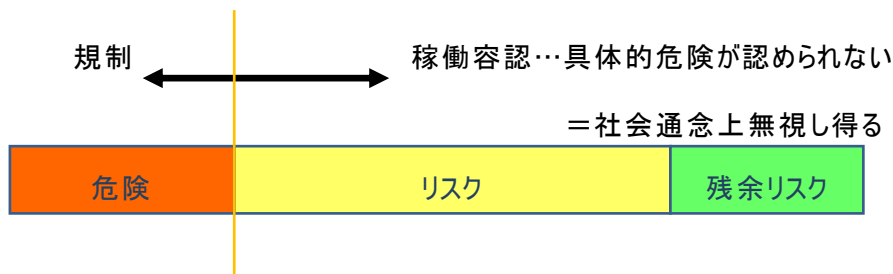 規制 稼働容認…具体的危険が認められない
＝社会通念上無視し得る
危険 リスク 残余リスク